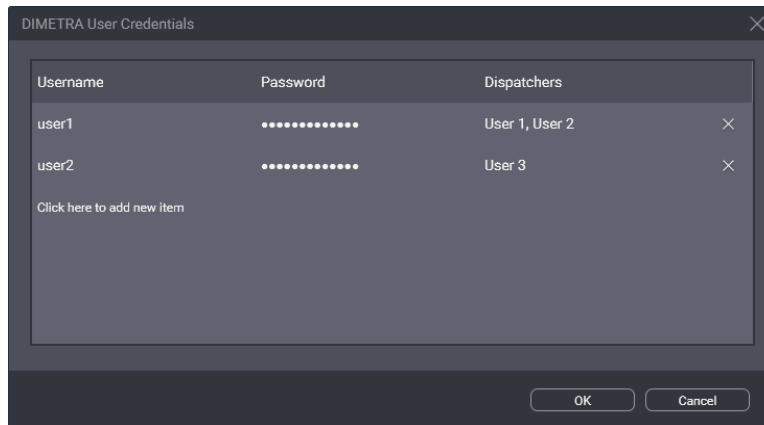 DIMETRA User Credentials
Username Password Dispatchers
user1 ••••••••••••• User 1, User 2
user2 ••••••••••••• User 3
Click here to add new item
OK Cancel